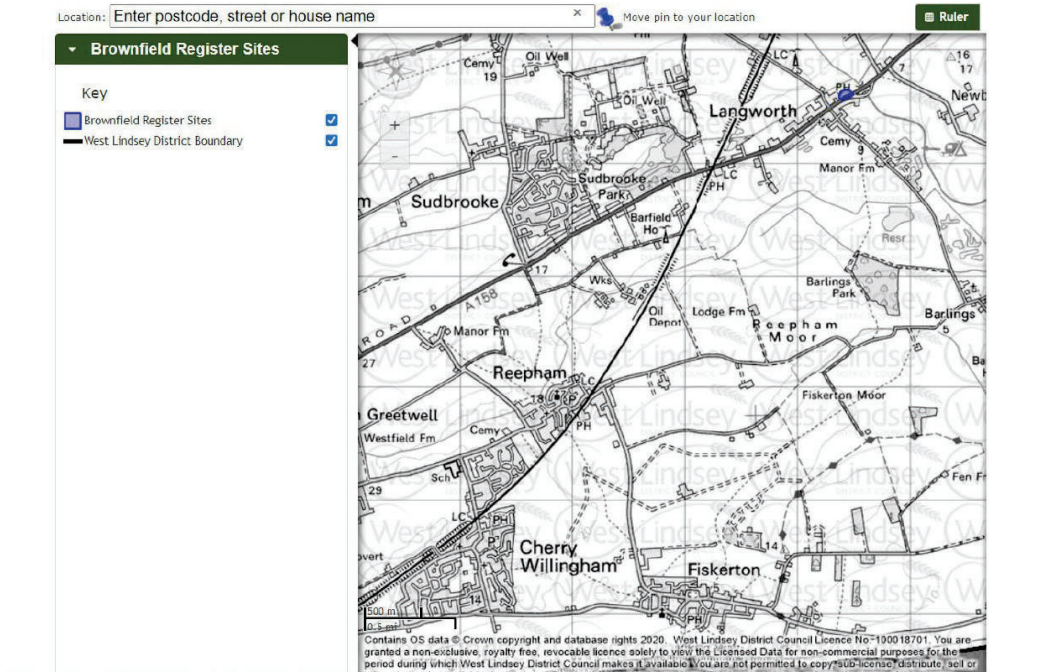 Location: Enter postcode, street or house name × Move pin to your location Ruler
Brownfield Register Sites
Key
Brownfield Register Sites
West Lindsey District Boundary
Cemy
19
Oil Well
LC
PH
7
16
17
Oil Well
Langworth
+
-
Cemy
9
Manor Fm
LC
PH
Sudbrooke
Park
Sudbrooke
Barfield
Ho
Resr
17
Wks
Barlings
Park
A158
ROAD
Oil
Depot
Lodge Fm
Reepham
Moor
Barlings
5
Manor Fm
27
Reepham
LC
18
P
PH
Fiskerton Moor
Greetwell
Westfield Fm
Cemy
Sch
29
Fen
LC
PH
P
Cherry
Willingham
14
Fiskerton
14
PH
500 m
0.5 mi
West Lindsey
Contains OS data © Crown copyright and database rights 2020. West Lindsey District Council Licence No-100018701. You are
granted a non-exclusive, royalty free, revocable licence solely to view the Licensed Data for non-commercial purposes for the
period during which West Lindsey District Council makes it available. You are not permitted to copy, sub-license, distribute, sell or